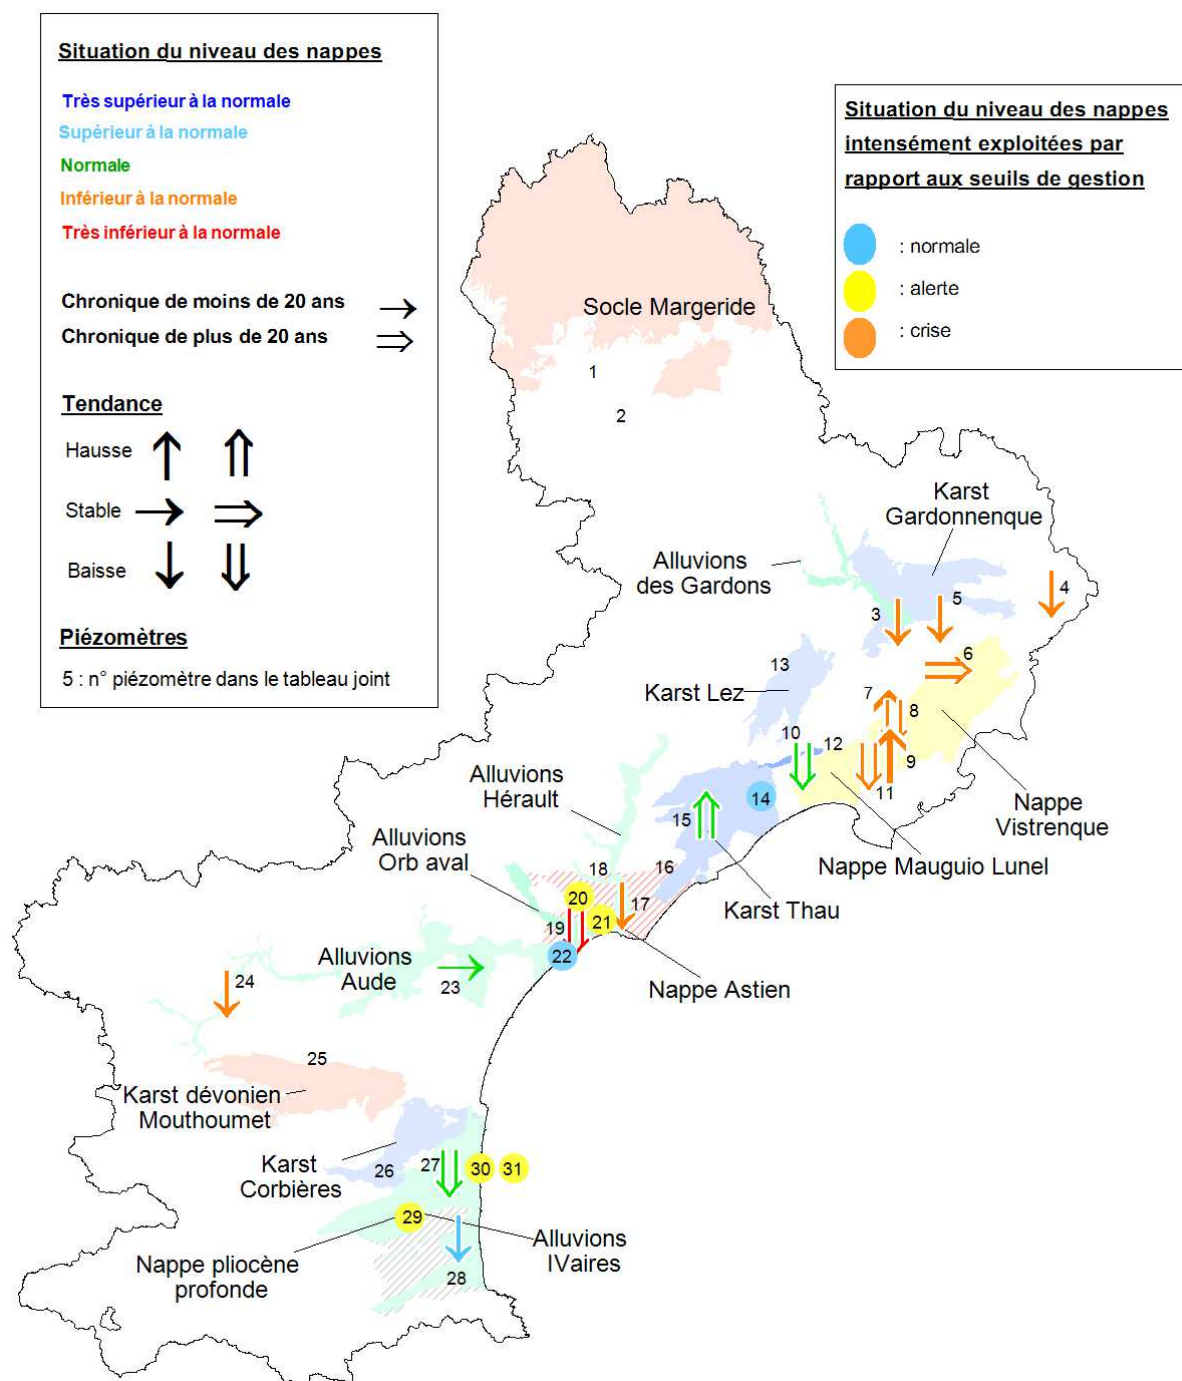 Situation du niveau des nappes
Très supérieur à la normale
Supérieur à la normale
Normale
Inférieur à la normale
Très inférieur à la normale
Chronique de moins de 20 ans
Chronique de plus de 20 ans
Tendance
Hausse
Stable
Baisse
Piézomètres
5 : n° piézomètre dans le tableau joint
Situation du niveau des nappes
intensément exploitées par
rapport aux seuils de gestion
: normale
: alerte
: crise
Socle Margeride
1
2
Karst
Gardonnenque
Alluvions
des Gardons
3
5
4
6
13
Karst Lez
7
8
10
12
9
11
Alluvions
Hérault
14
15
Nappe
Vistrenque
Alluvions
Orb aval
Nappe Mauguio Lunel
18
16
20
17
Karst Thau
21
19
22
Alluvions
Aude
23
24
Nappe Astien
25
Karst dévonien
Mouthoumet
Karst
Corbières
26
27
30
31
29
Alluvions
IVaires
Nappe pliocène
profonde
28